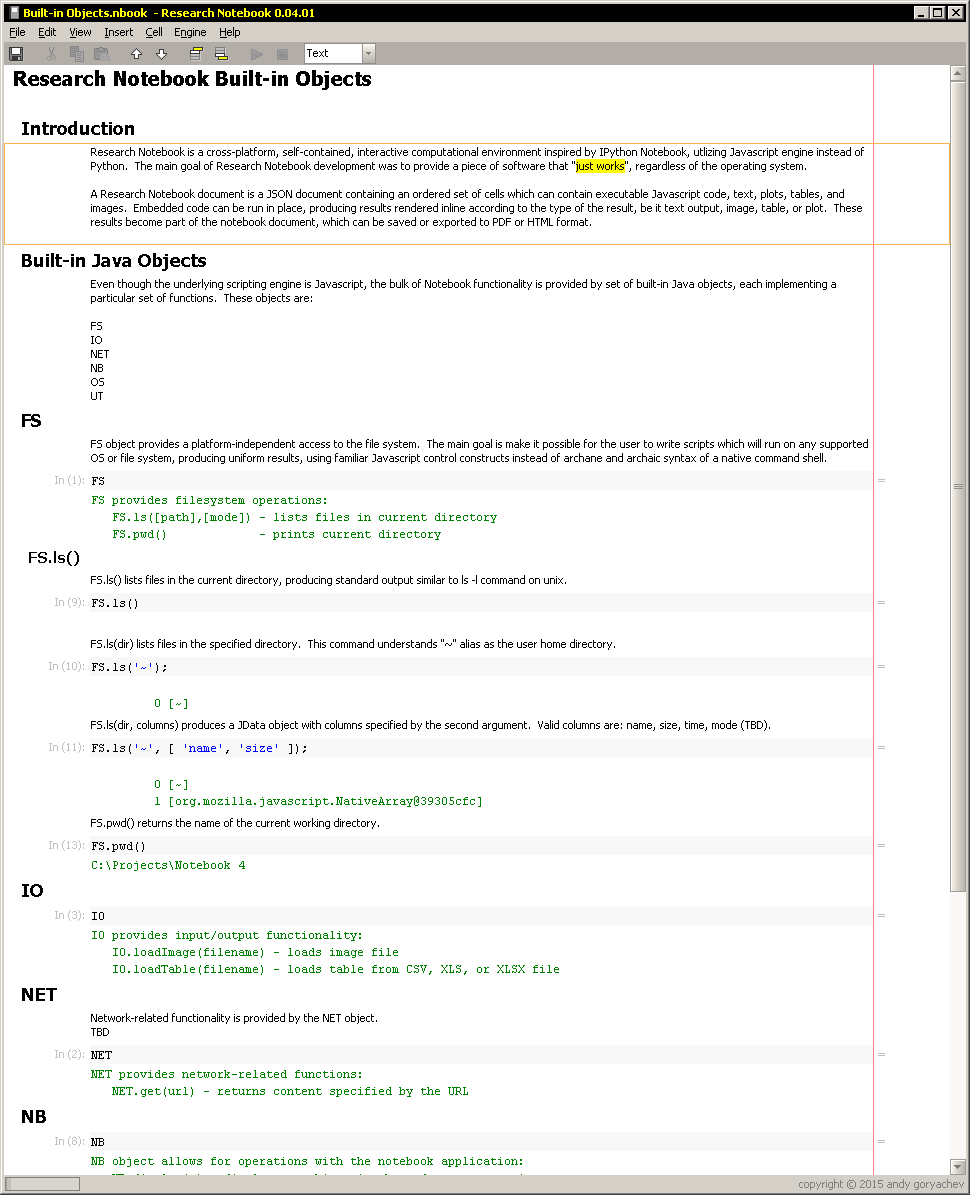 Built-in Objects.nbook - Research Notebook 0.04.01
File Edit View Insert Cell Engine Help
Text
Research Notebook Built-in Objects
Introduction
Research Notebook is a cross-platform, self-contained, interactive computational environment inspired by IPython Notebook, utlizing Javascript engine instead of
Python. The main goal of Research Notebook development was to provide a piece of software that "just works", regardless of the operating system.
A Research Notebook document is a JSON document containing an ordered set of cells which can contain executable Javascript code, text, plots, tables, and
images. Embedded code can be run in place, producing results rendered inline according to the type of the result, be it text output, image, table, or plot. These
results become part of the notebook document, which can be saved or exported to PDF or HTML format.
Built-in Java Objects
Even though the underlying scripting engine is Javascript, the bulk of Notebook functionality is provided by set of built-in Java objects, each implementing a
particular set of functions. These objects are:
FS
IO
NET
NB
OS
UT
FS
FS object provides a platform-independent access to the file system. The main goal is make it possible for the user to write scripts which will run on any supported
OS or file system, producing uniform results, using familiar Javascript control constructs instead of archane and archaic syntax of a native command shell.
In (1): FS =
FS provides filesystem operations:
FS.ls([path],[mode]) - lists files in current directory
FS.pwd() - prints current directory
FS.ls()
FS.ls() lists files in the current directory, producing standard output similar to ls -l command on unix.
In (9): FS.ls() =
FS.ls(dir) lists files in the specified directory. This command understands "~" alias as the user home directory.
In (10): FS.ls('~'); =
0 [~]
FS.ls(dir, columns) produces a JData object with columns specified by the second argument. Valid columns are: name, size, time, mode (TBD).
In (11): FS.ls('~', [ 'name', 'size' ]); =
0 [~]
1 [org.mozilla.javascript.NativeArray@39305cfc]
FS.pwd() returns the name of the current working directory.
In (13): FS.pwd() =
C:\Projects\Notebook 4
IO
In (3): IO =
IO provides input/output functionality:
IO.loadImage(filename) - loads image file
IO.loadTable(filename) - loads table from CSV, XLS, or XLSX file
NET
Network-related functionality is provided by the NET object.
TBD
In (2): NET =
NET provides network-related functions:
NET.get(url) - returns content specified by the URL
NB
In (8): NB =
NB object allows for operations with the notebook application:
copyright © 2015 andy goryachev